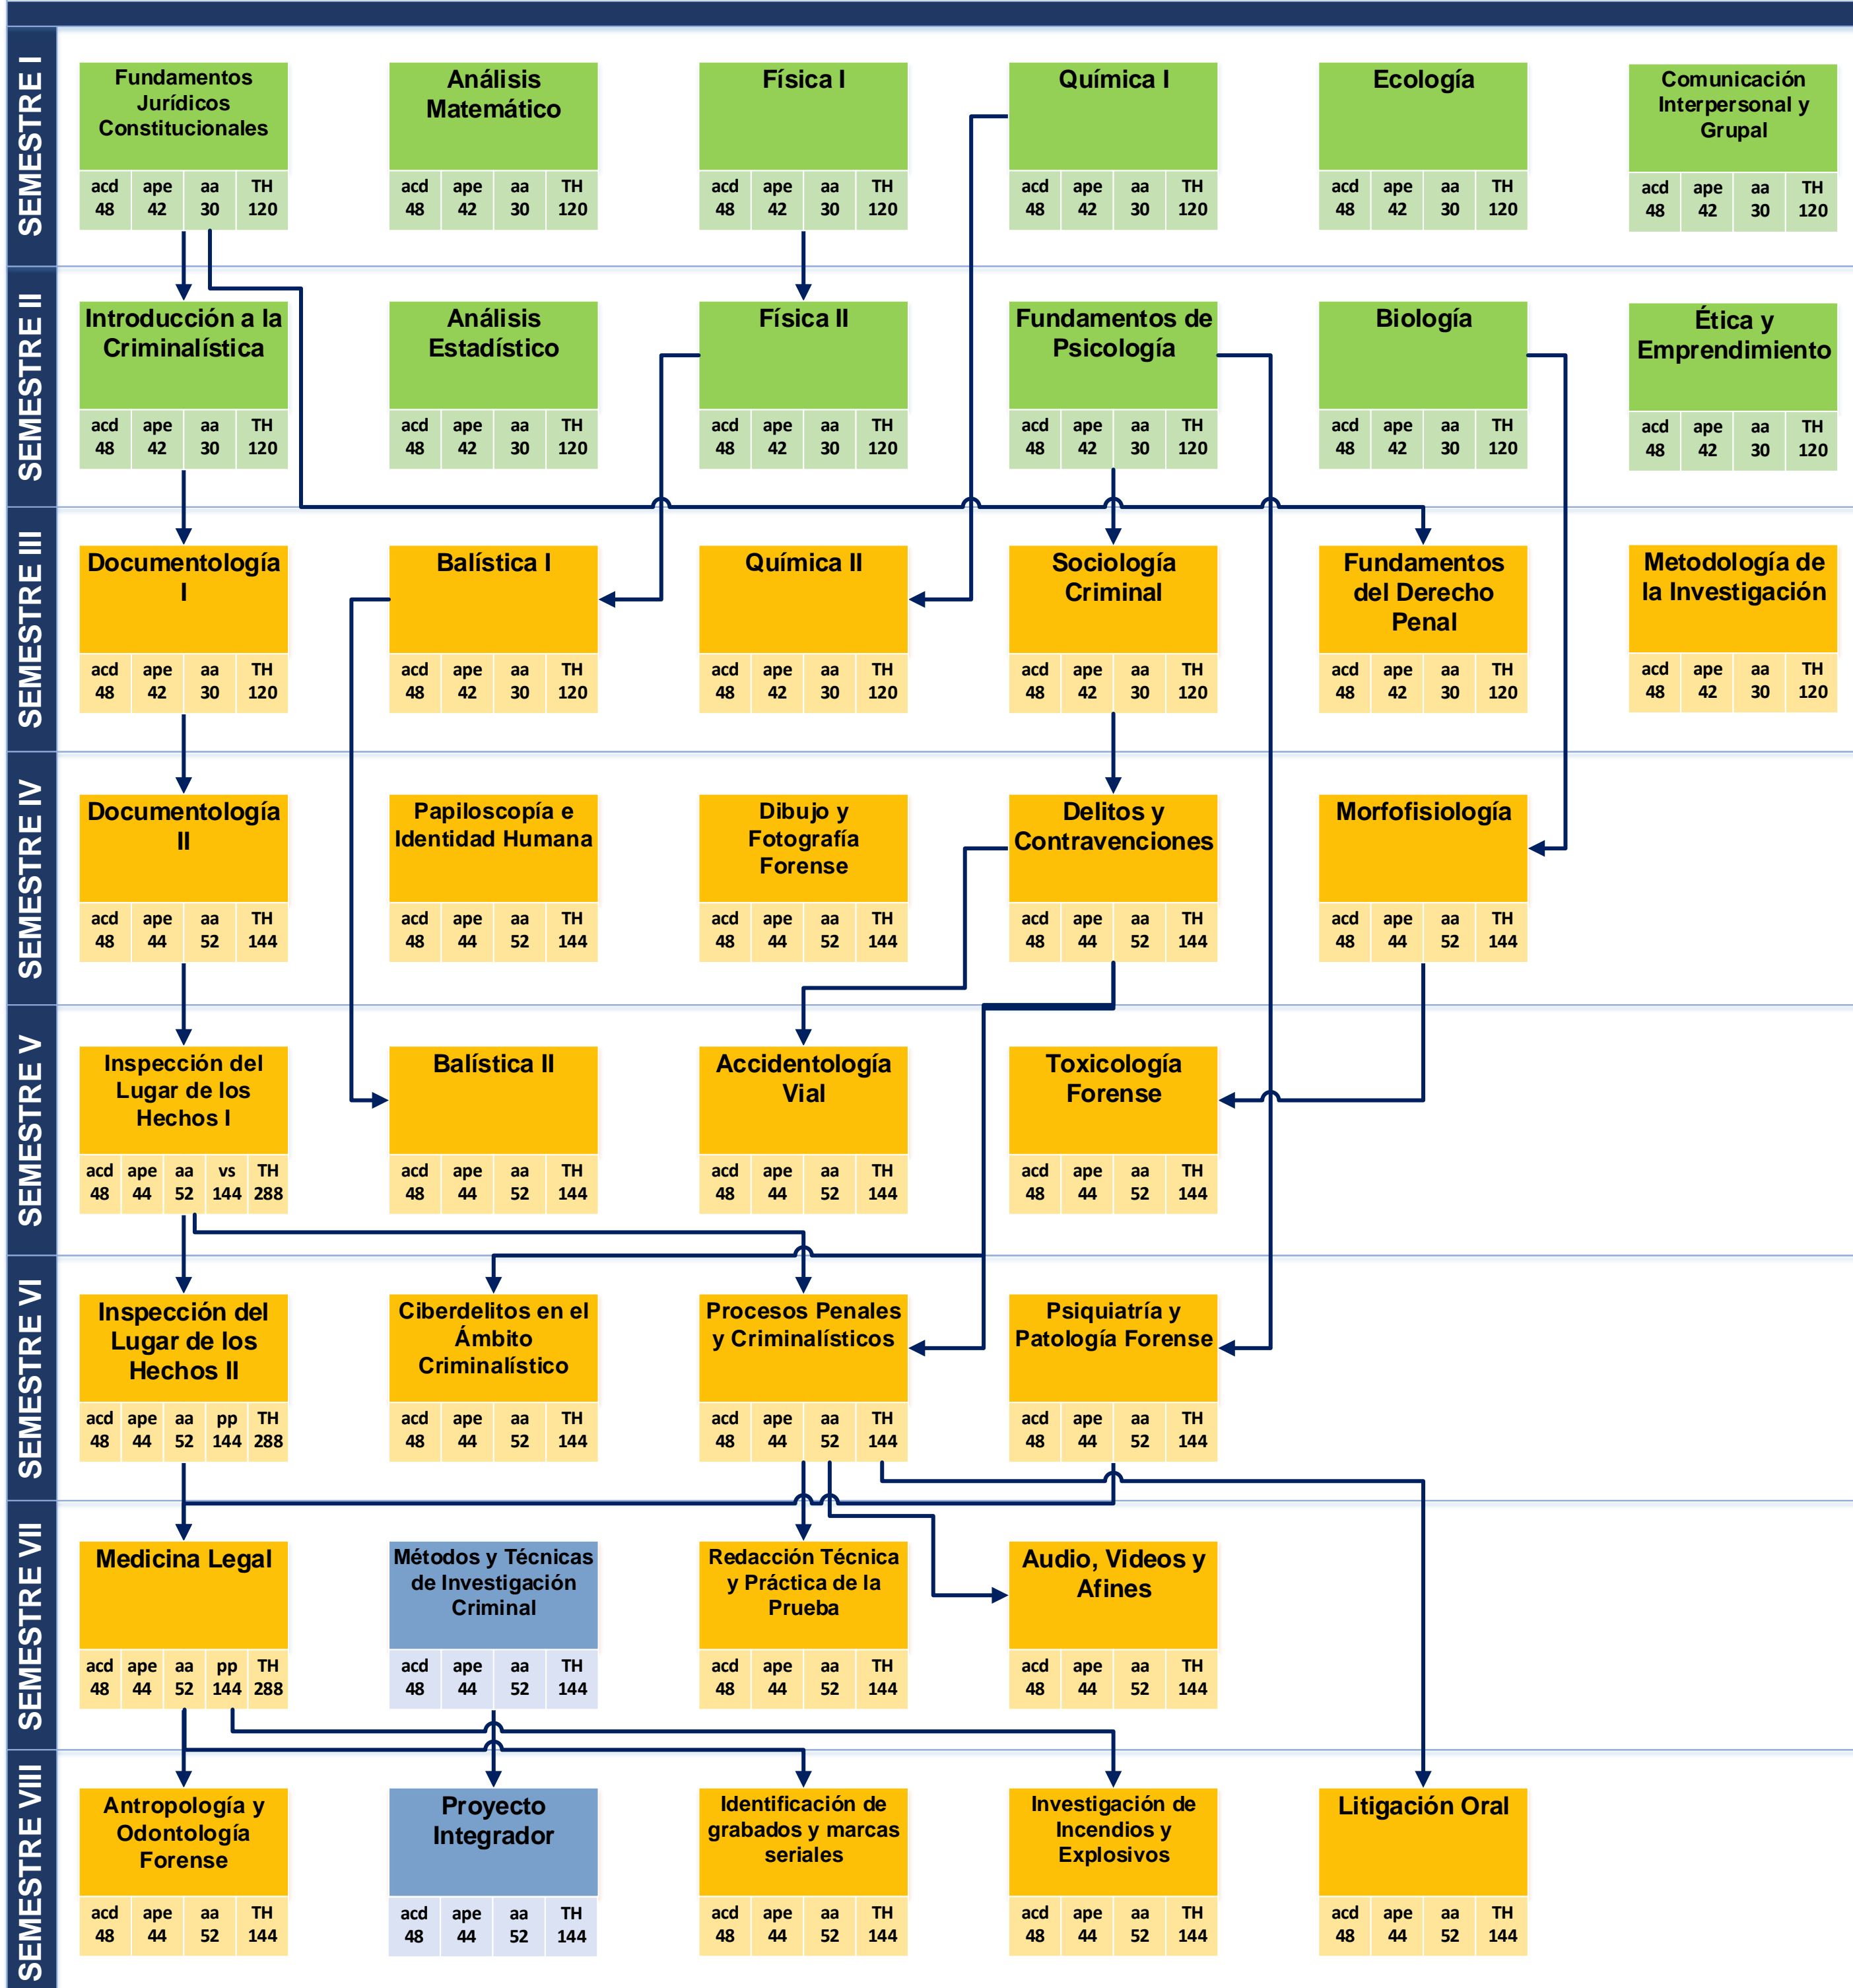 SEMESTRE I
Fundamentos
Jurídicos
Constitucionales
acd ape aa TH
48 42 30 120
Análisis
Matemático
acd ape aa TH
48 42 30 120
Física I
acd ape aa TH
48 42 30 120
Química I
acd ape aa TH
48 42 30 120
Ecología
acd ape aa TH
48 42 30 120
Comunicación
Interpersonal y
Grupal
acd ape aa TH
48 42 30 120
SEMESTRE II
Introducción a la
Criminalística
acd ape aa TH
48 42 30 120
Análisis
Estadístico
acd ape aa TH
48 42 30 120
Física II
acd ape aa TH
48 42 30 120
Fundamentos de
Psicología
acd ape aa TH
48 42 30 120
Biología
acd ape aa TH
48 42 30 120
Ética y
Emprendimiento
acd ape aa TH
48 42 30 120
SEMESTRE III
Documentología
I
acd ape aa TH
48 42 30 120
Balística I
acd ape aa TH
48 42 30 120
Química II
acd ape aa TH
48 42 30 120
Sociología
Criminal
acd ape aa TH
48 42 30 120
Fundamentos
del Derecho
Penal
acd ape aa TH
48 42 30 120
Metodología de
la Investigación
acd ape aa TH
48 42 30 120
SEMESTRE IV
Documentología
II
acd ape aa TH
48 44 52 144
Papiloscopía e
Identidad Humana
acd ape aa TH
48 44 52 144
Dibujo y
Fotografía
Forense
acd ape aa TH
48 44 52 144
Delitos y
Contravenciones
acd ape aa TH
48 44 52 144
Morfofisiología
acd ape aa TH
48 44 52 144
SEMESTRE V
Inspección del
Lugar de los
Hechos I
acd ape aa vs TH
48 44 52 144 288
Balística II
acd ape aa TH
48 44 52 144
Accidentología
Vial
acd ape aa TH
48 44 52 144
Toxicología
Forense
acd ape aa TH
48 44 52 144
SEMESTRE VI
Inspección del
Lugar de los
Hechos II
acd ape aa pp TH
48 44 52 144 288
Ciberdelitos en el
Ámbito
Criminalístico
acd ape aa TH
48 44 52 144
Procesos Penales
y Criminalísticos
acd ape aa TH
48 44 52 144
Psiquiatría y
Patología Forense
acd ape aa TH
48 44 52 144
SEMESTRE VII
Medicina Legal
acd ape aa pp TH
48 44 52 144 288
Métodos y Técnicas
de Investigación
Criminal
acd ape aa TH
48 44 52 144
Redacción Técnica
y Práctica de la
Prueba
acd ape aa TH
48 44 52 144
Audio, Videos y
Afines
acd ape aa TH
48 44 52 144
SEMESTRE VIII
Antropología y
Odontología
Forense
acd ape aa TH
48 44 52 144
Proyecto
Integrador
acd ape aa TH
48 44 52 144
Identificación de
grabados y marcas
seriales
acd ape aa TH
48 44 52 144
Investigación de
Incendios y
Explosivos
acd ape aa TH
48 44 52 144
Litigación Oral
acd ape aa TH
48 44 52 144